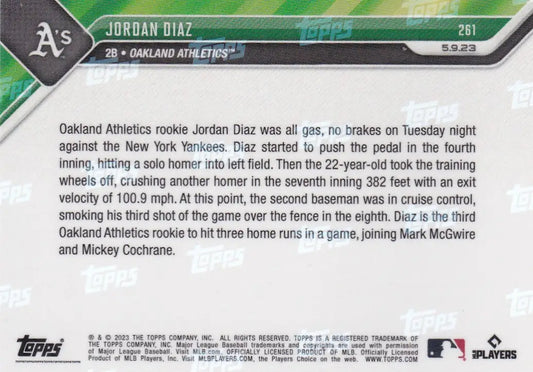 A's
JORDAN DIAZ
261
2B • OAKLAND ATHLETICS™
5.9.23
Oakland Athletics rookie Jordan Diaz was all gas, no brakes on Tuesday night
against the New York Yankees. Diaz started to push the pedal in the fourth
inning, hitting a solo homer into left field. Then the 22-year-old took the training
wheels off, crushing another homer in the seventh inning 382 feet with an exit
velocity of 100.9 mph. At this point, the second baseman was in cruise control,
smoking his third shot of the game over the fence in the eighth. Diaz is the third
Oakland Athletics rookie to hit three home runs in a game, joining Mark McGwire
and Mickey Cochrane.
TOPPS
® & © 2023 THE TOPPS COMPANY, INC. ALL RIGHTS RESERVED. TOPPS IS A REGISTERED TRADEMARK OF
THE TOPPS COMPANY, INC. Major League Baseball trademarks and copyrights are used with permission
of Major League Baseball. Visit MLB.com. OFFICIALLY LICENSED PRODUCT OF MLB. Officially Licensed
Product of MLB Players, Inc. Visit MLBPLAYERS.com, the Players Choice on the web. WWW.TOPPS.COM
PLAYERS